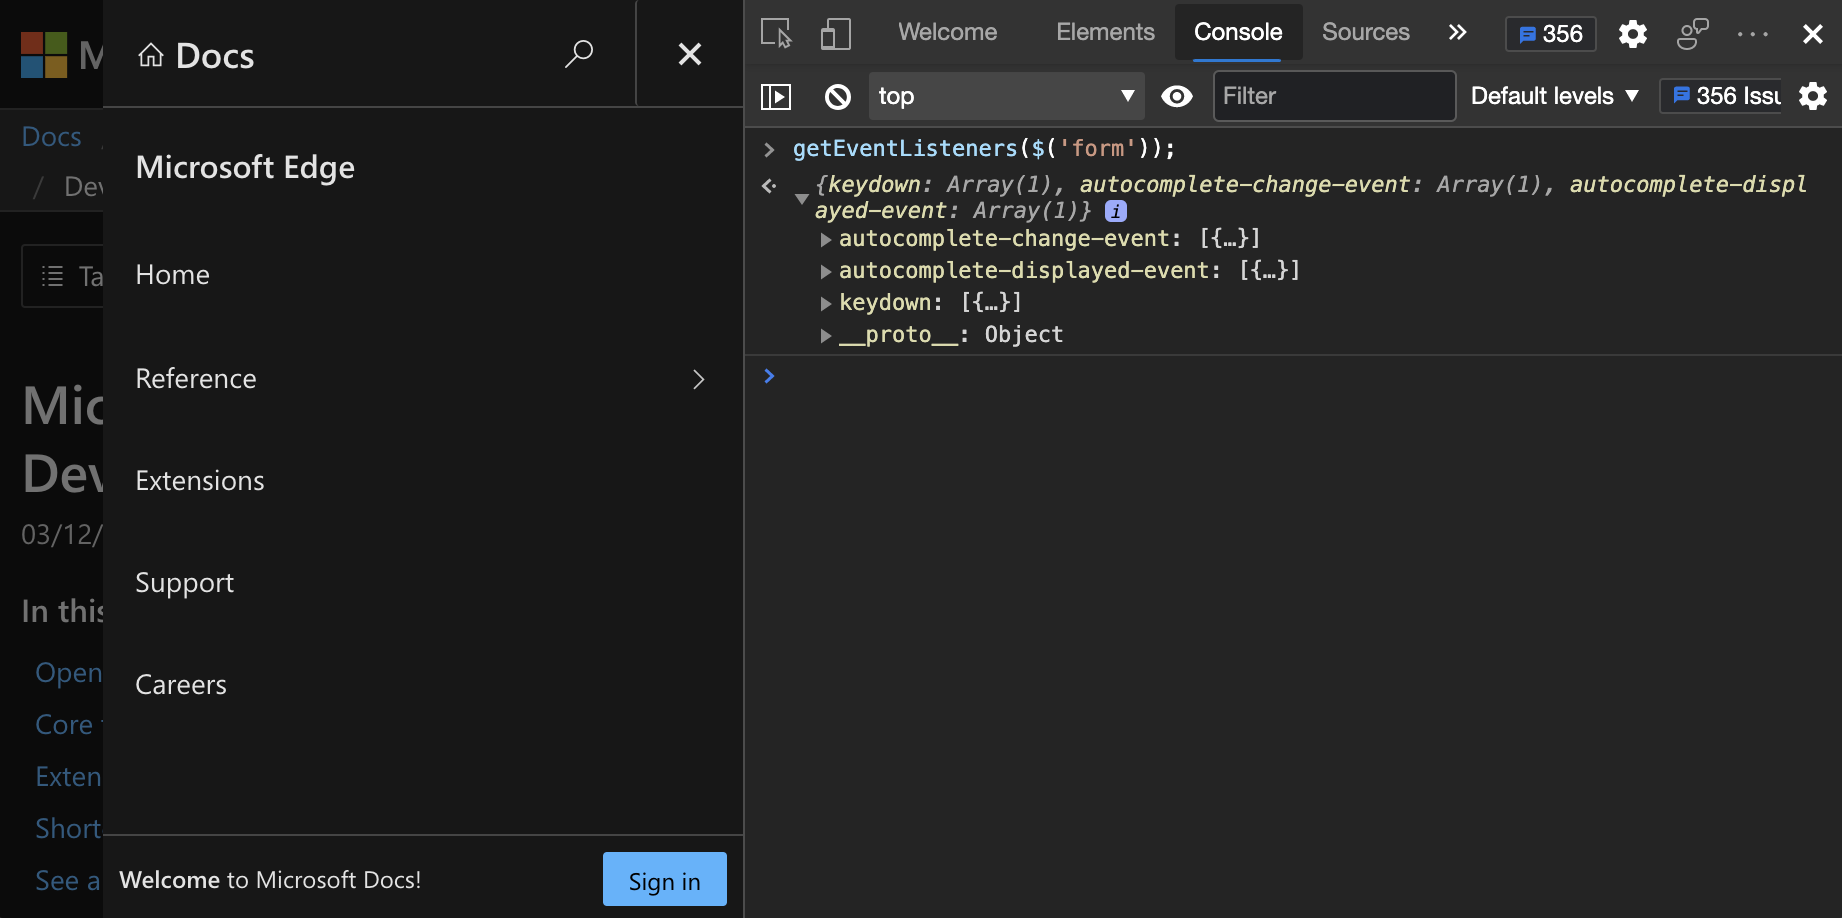 M
Docs
Docs
/ Dev
Ta
Mic
Dev
03/12/
In this
Open
Core
Exten
Short
See a
Microsoft Edge
Home
Reference
Extensions
Support
Careers
Welcome to Microsoft Docs!
Sign in
Welcome Elements Console Sources » 356
top Filter Default levels 356 Issu
> getEventListeners($('form'));
{keydown: Array(1), autocomplete-change-event: Array(1), autocomplete-displ
ayed-event: Array(1)} i
autocomplete-change-event: [{…}]
autocomplete-displayed-event: [{…}]
keydown: [{…}]
__proto__: Object
>